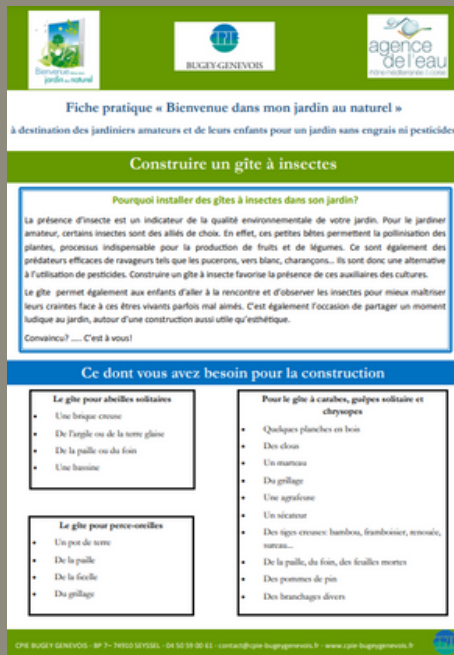 Bienvenue dans mon
jardin au naturel
CPIE
BUGEY-GENEVOIS
agence
de l'eau
Fiche pratique « Bienvenue dans mon jardin au naturel »
à destination des jardiniers amateurs et de leurs enfants pour un jardin sans engrais ni pesticides
Construire un gîte à insectes
Pourquoi installer des gîtes à insectes dans son jardin?
La présence d'insecte est un indicateur de la qualité environnementale de votre jardin. Pour le jardiner
amateur, certains insectes sont des alliés de choix. En effet, ces petites bêtes permettent la pollinisation des
plantes, processus indispensable pour la production de fruits et de légumes. Ce sont également des
prédateurs efficaces de ravageurs tels que les pucerons, vers blanc, charançons... Ils sont donc une alternative
à l'utilisation de pesticides. Construire un gîte à insecte favorise la présence de ces auxiliaires des cultures.
Le gîte permet également aux enfants d'aller à la rencontre et d'observer les insectes pour mieux maîtriser
leurs craintes face à ces êtres vivants parfois mal aimés. C'est également l'occasion de partager un moment
ludique au jardin, autour d'une construction aussi utile qu'esthétique.
Convaincu? ..... C'est à vous!
Ce dont vous avez besoin pour la construction
Le gîte pour abeilles solitaires
• Une brique creuse
• De l'argile ou de la terre glaise
• De la paille ou du foin
• Une bassine
Le gîte pour perce-oreilles
• Un pot de terre
• De la paille
• De la ficelle
• Du grillage
Pour le gîte à carabes, guêpes solitaire et
chrysopes
• Quelques planches en bois
• Des clous
• Un marteau
• Du grillage
• Une agrafeuse
• Un sécateur
• Des tiges creuses: bambou, framboisier, renouée,
sureau...
• De la paille, du foin, des feuilles mortes
• Des pommes de pin
• Des branchages divers
CPIE BUGEY GENEVOIS - BP 7– 74910 SEYSSEL - 04 50 59 00 61 - contact@cpie-bugeygenevois.fr - www.cpie-bugeygenevois.fr